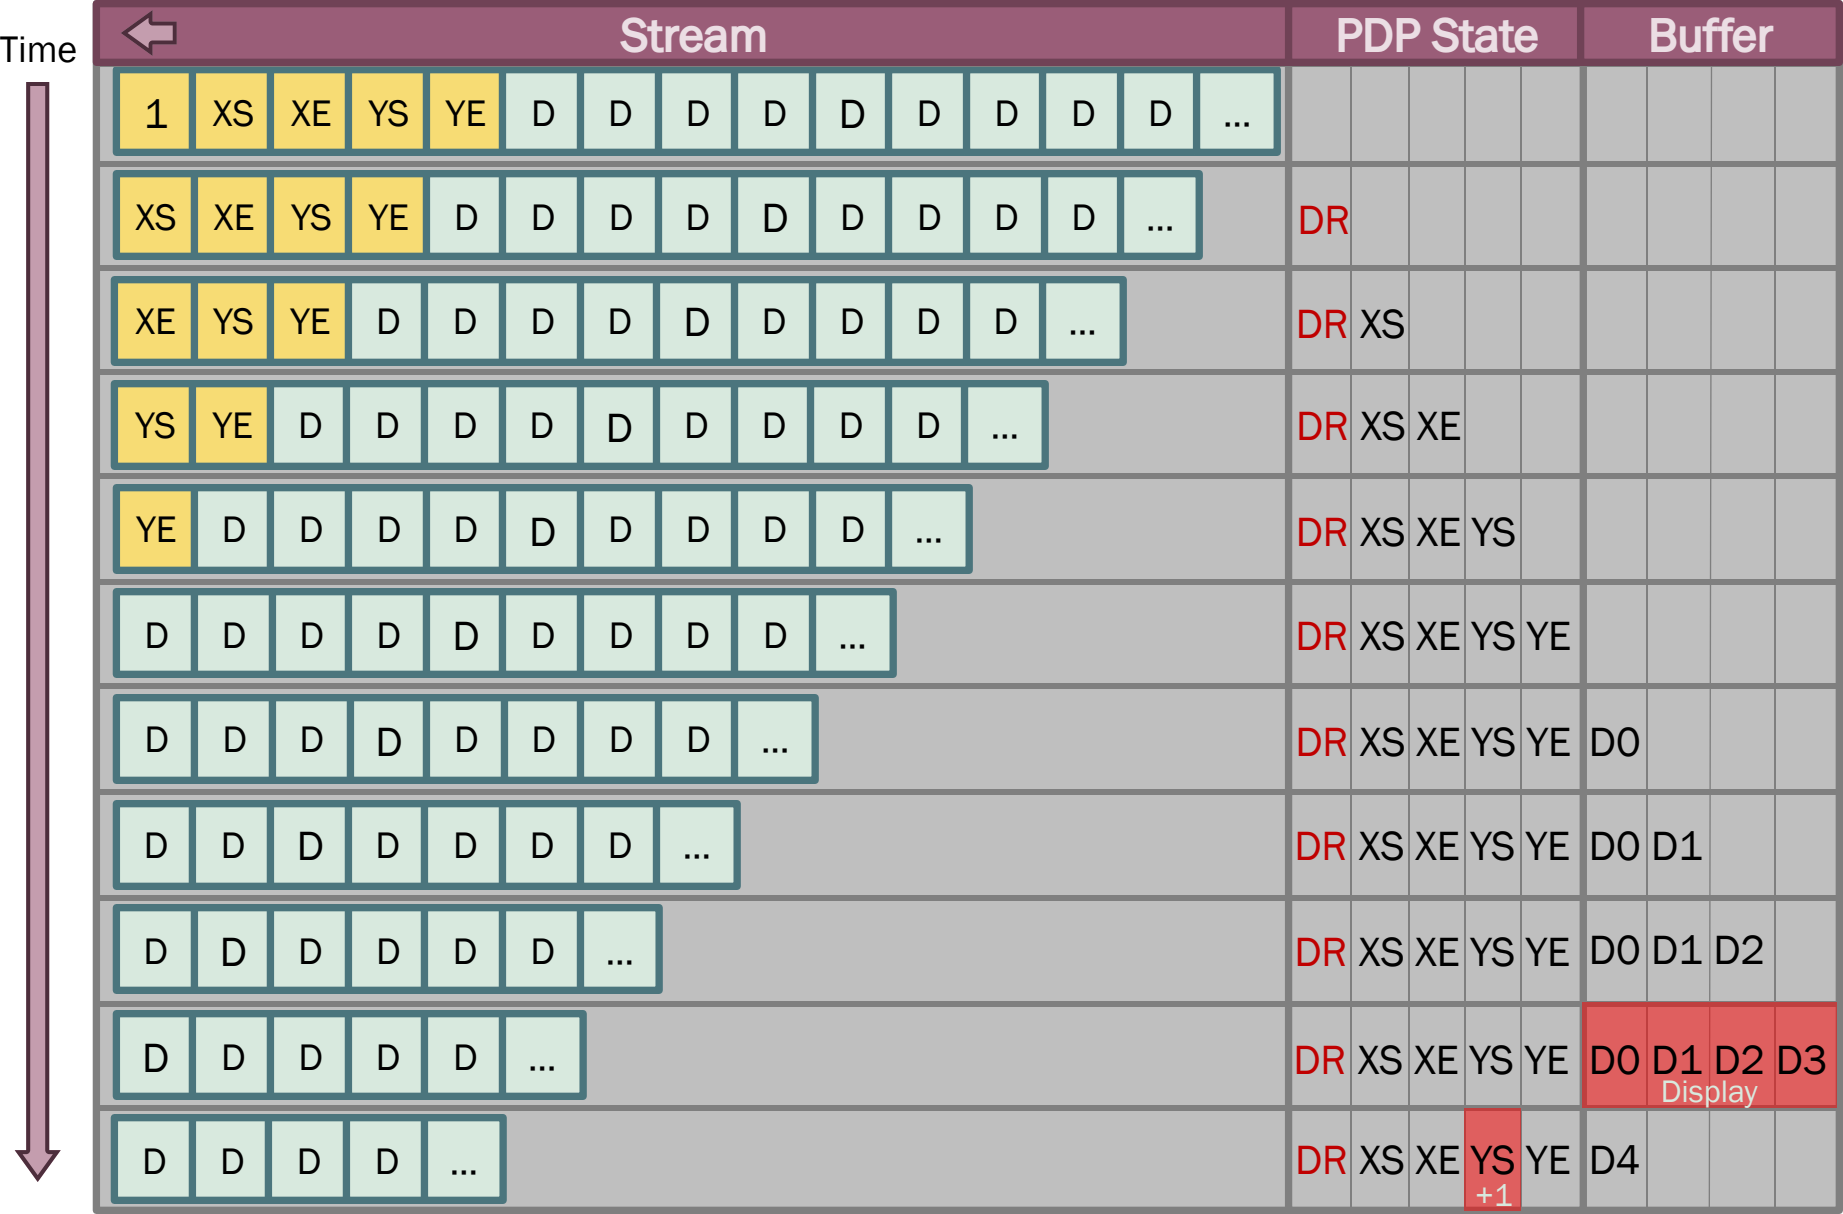 Time
Stream PDP State Buffer
1 XS XE YS YE D D D D D D D D D ...
XS XE YS YE D D D D D D D D D ... DR
XE YS YE D D D D D D D D D ... DR XS
YS YE D D D D D D D D D ... DR XS XE
YE D D D D D D D D D ... DR XS XE YS
D D D D D D D D D ... DR XS XE YS YE
D D D D D D D D ... DR XS XE YS YE D0
D D D D D D D ... DR XS XE YS YE D0 D1
D D D D D D ... DR XS XE YS YE D0 D1 D2
D D D D D ... DR XS XE YS YE D0 D1 D2 D3
Display
D D D D ... DR XS XE YS YE D4
+1